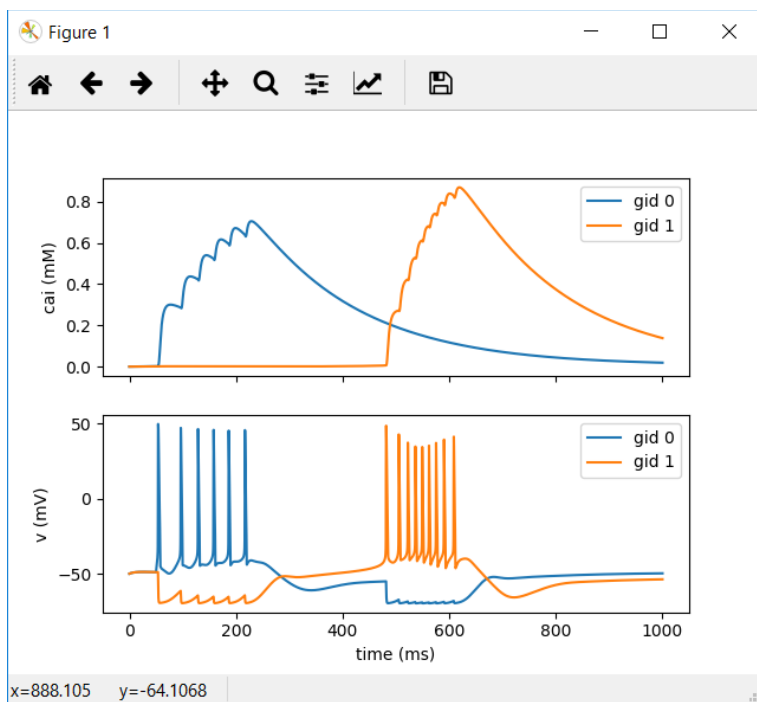 Figure 1
cai (mM)
0.8
0.6
0.4
0.2
0.0
gid 0
gid 1
v (mV)
50
0
−50
gid 0
gid 1
0 200 400 600 800 1000
time (ms)
x=888.105 y=-64.1068